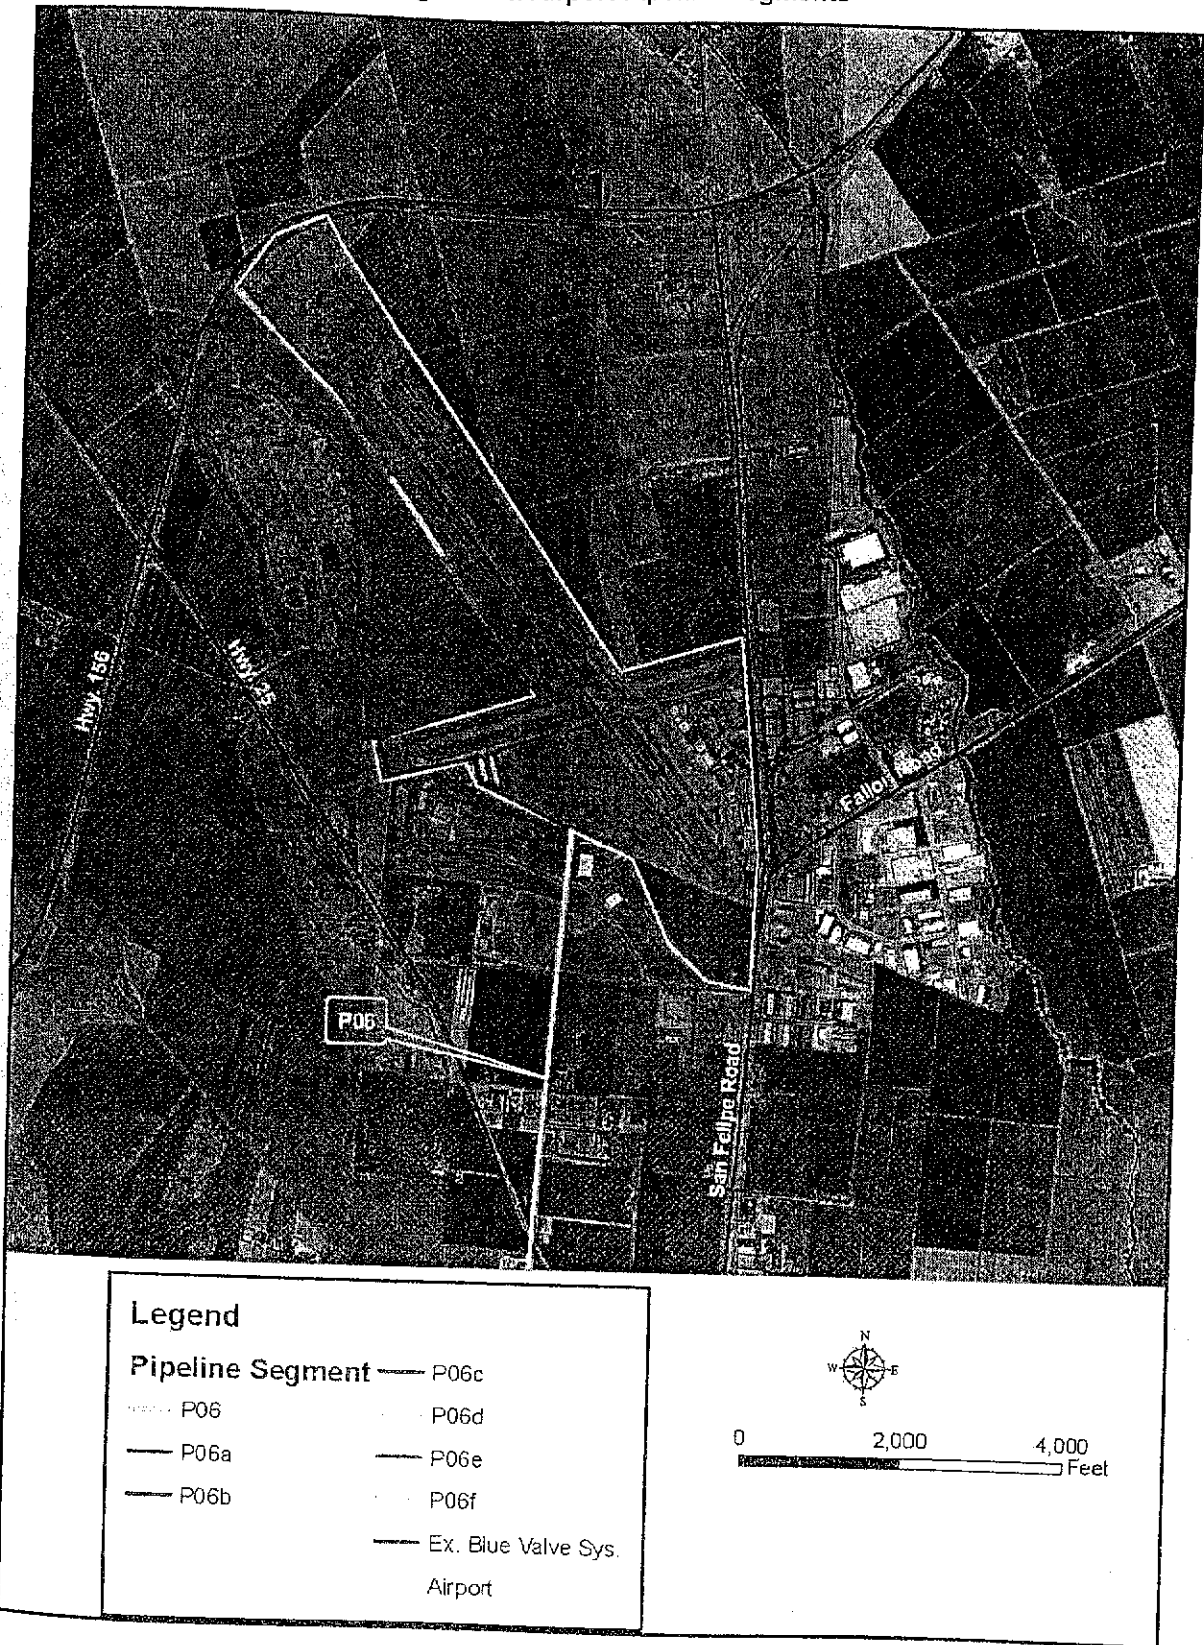 Hwy. 156
Hwy. 25
Fallon Road
P06
San Felipe Road
Legend
Pipeline Segment
P06
P06a
P06b
P06c
P06d
P06e
P06f
Ex. Blue Valve Sys.
Airport
N
W E
S
0 2,000 4,000
Feet